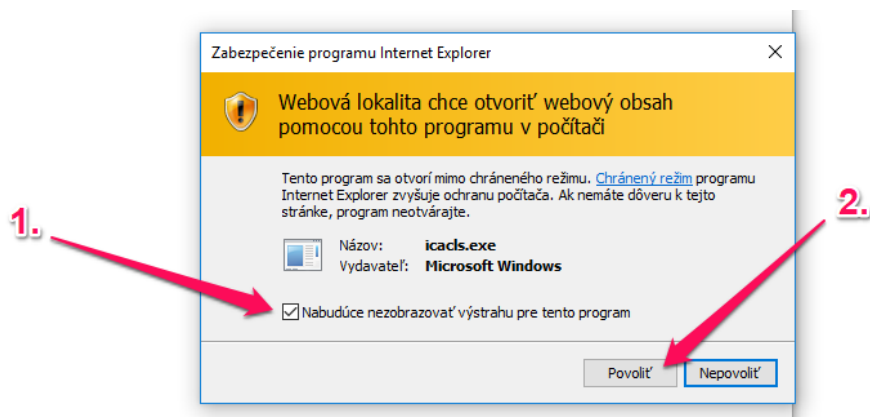 Zabezpečenie programu Internet Explorer
Webová lokalita chce otvoriť webový obsah
pomocou tohto programu v počítači
Tento program sa otvorí mimo chráneného režimu. Chránený režim programu
Internet Explorer zvyšuje ochranu počítača. Ak nemáte dôveru k tejto
stránke, program neotvárajte.
1.
2.
Názov: icacls.exe
Vydavateľ: Microsoft Windows
Nabudúce nezobrazovať výstrahu pre tento program
Povoliť Nepovoliť